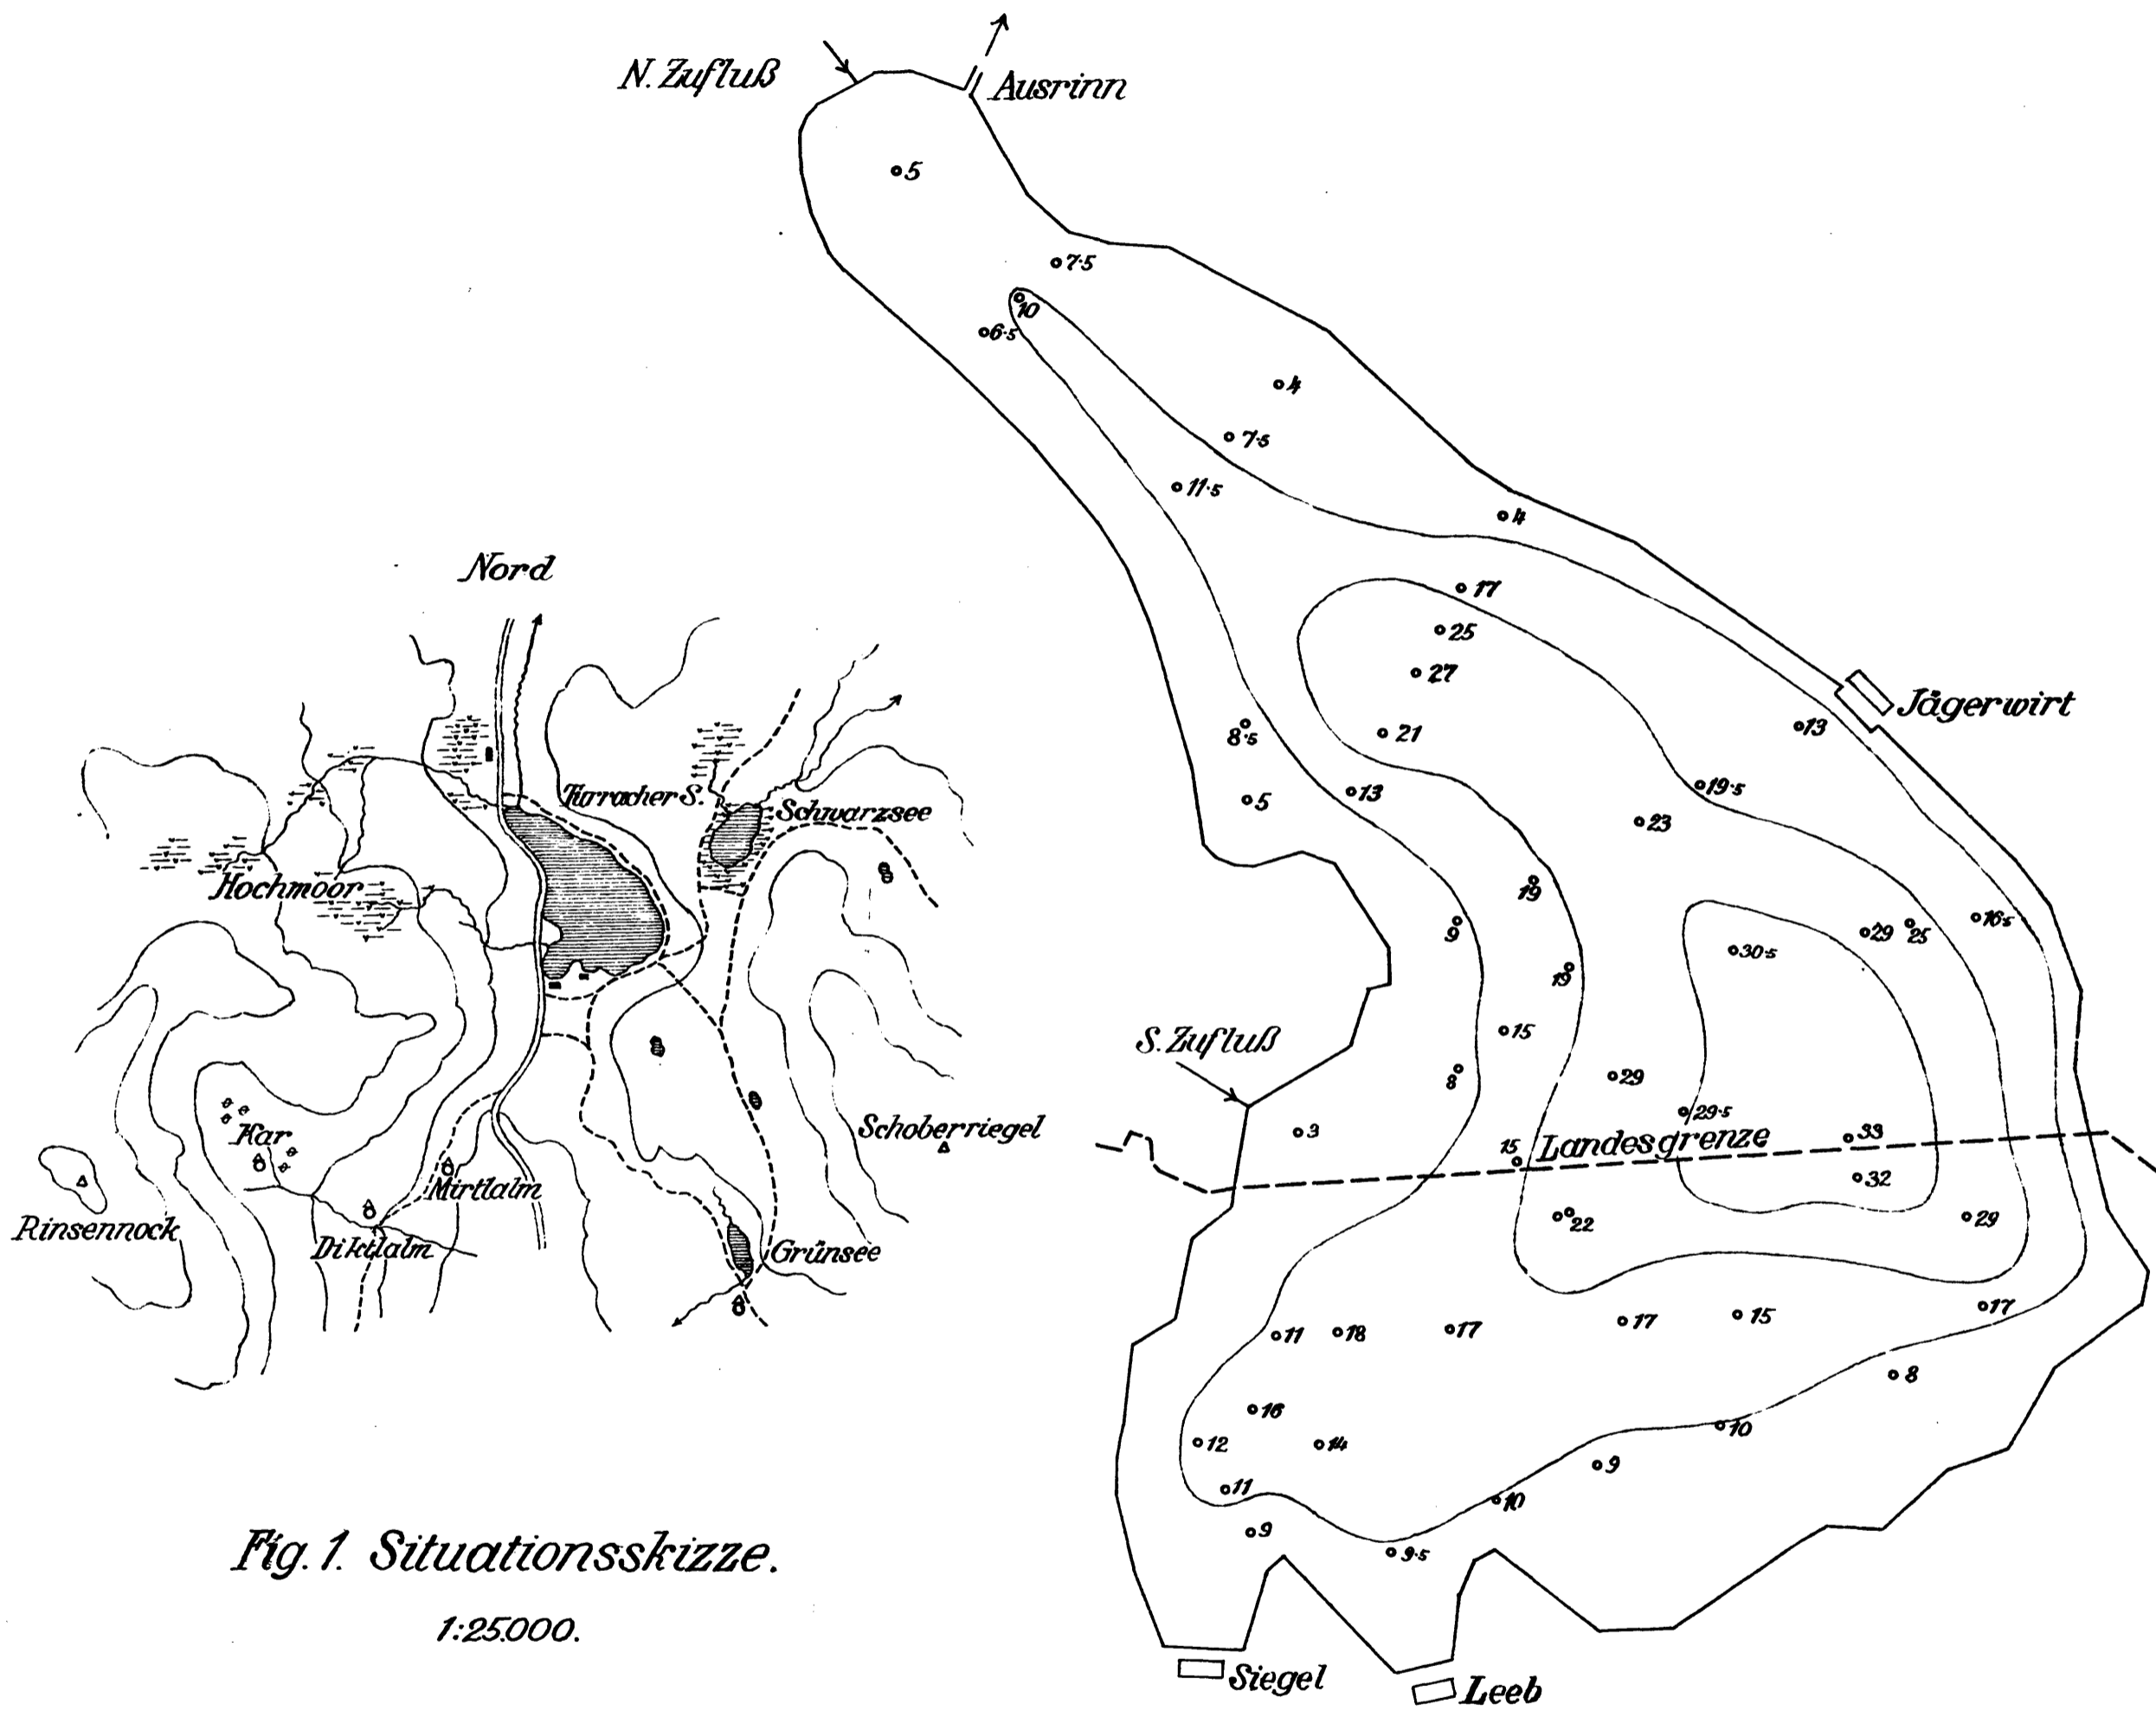 N. Zufluß
Ausrinn
5
7·5
10
6·5
4
7·5
11·5
4
17
25
27
21
Jägerwirt
13
8·5
5
13
19·5
23
19
9
19
16·5
29
25
30·5
15
8
29
29·5
S. Zufluß
3
15
Landesgrenze
33
32
22
29
11
18
17
17
15
17
8
16
12
14
10
11
9
10
9
9·5
Siegel
Leeb
Nord
Turracher S.
Schwarzsee
Hochmoor
Kar
Schoberriegel
Mirtlalm
Rinsennock
Diktlalm
Grünsee
Fig. 1. Situationsskizze.
1:25.000.